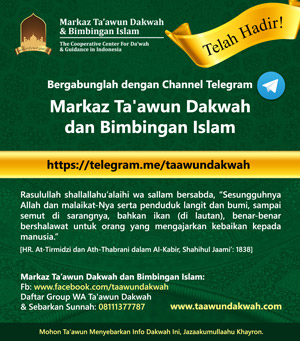 Markaz Ta'awun Dakwah
& Bimbingan Islam
The Cooperative Center For Da'wah
& Guidance in Indonesia
Telah Hadir!
Bergabunglah dengan Channel Telegram
Markaz Ta'awun Dakwah
dan Bimbingan Islam
https://telegram.me/taawundakwah
Rasulullah shallallahu'alaihi wa sallam bersabda, "Sesungguhnya
Allah dan malaikat-Nya serta penduduk langit dan bumi, sampai
semut di sarangnya, bahkan ikan (di lautan), benar-benar
bershalawat untuk orang yang mengajarkan kebaikan kepada
manusia."
[HR. At-Tirmidzi dan Ath-Thabrani dalam Al-Kabir, Shahihul Jaami': 1838]
Markaz Ta'awun Dakwah dan Bimbingan Islam:
Fb: www.facebook.com/taawundakwah
Daftar Group WA Ta'awun Dakwah
& Sebarkan Sunnah: 08111377787
www.taawundakwah.com
Mohon Ta'awun Menyebarkan Info Dakwah Ini, Jazaakumullaahu Khayron.